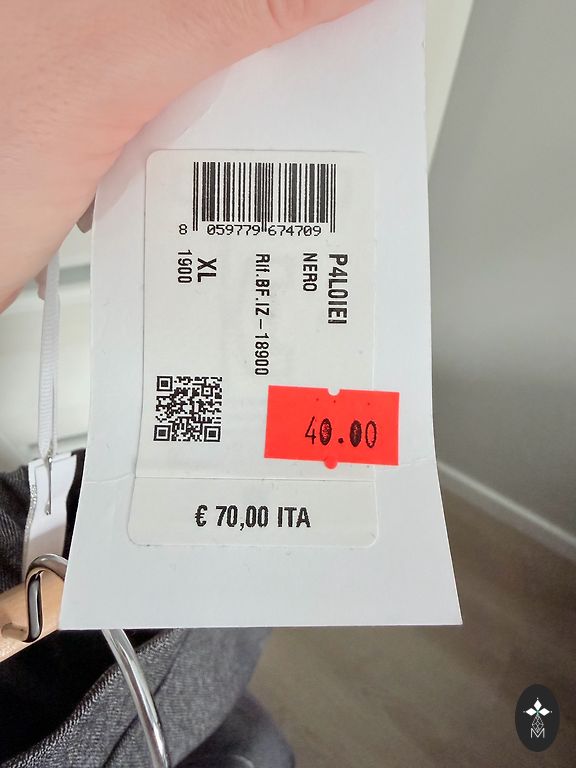 8 059779 674709
P4L0IEI
NERO
Rif.BF.IZ-18900
XL
1900
40.00
€ 70,00 ITA
M